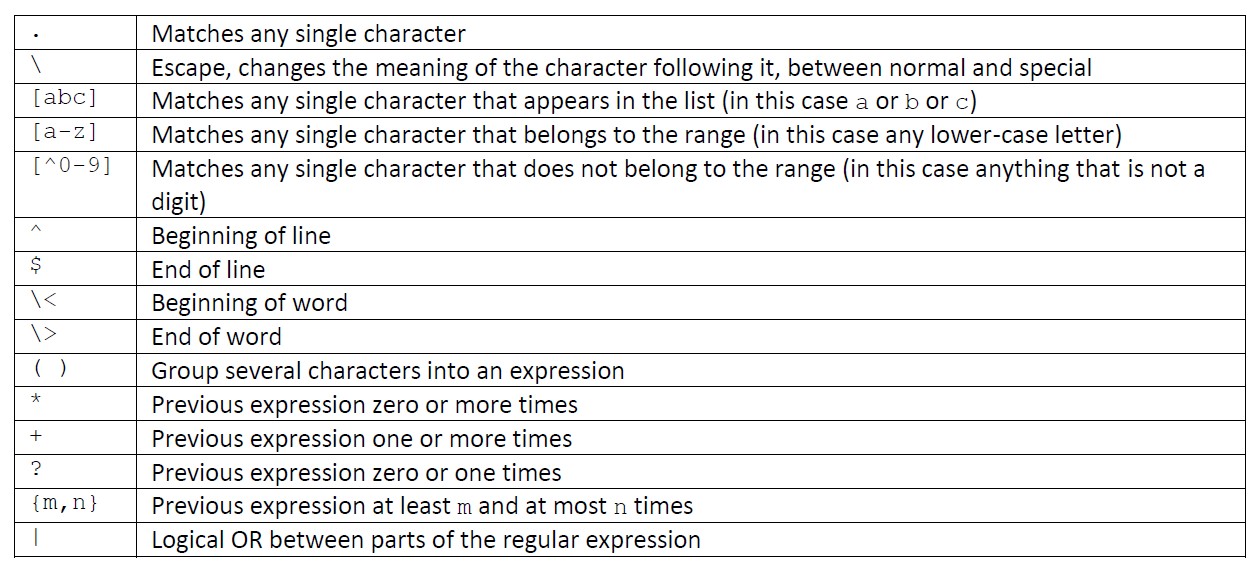 . Matches any single character
\ Escape, changes the meaning of the character following it, between normal and special
[abc] Matches any single character that appears in the list (in this case a or b or c)
[a-z] Matches any single character that belongs to the range (in this case any lower-case letter)
[^0-9] Matches any single character that does not belong to the range (in this case anything that is not a
digit)
^ Beginning of line
$ End of line
\< Beginning of word
\> End of word
( ) Group several characters into an expression
* Previous expression zero or more times
+ Previous expression one or more times
? Previous expression zero or one times
{m,n} Previous expression at least m and at most n times
| Logical OR between parts of the regular expression